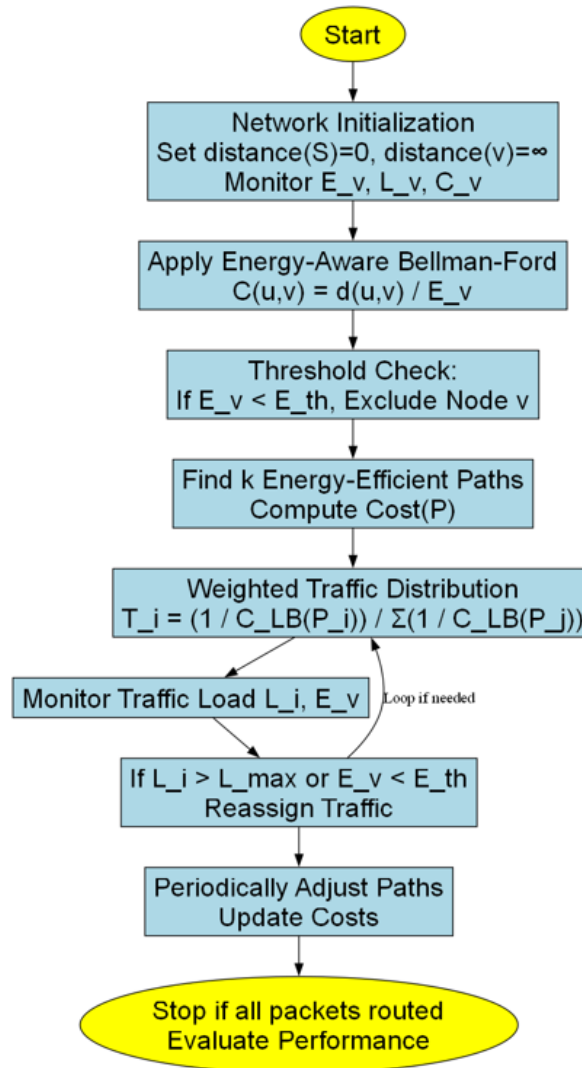 Start
Network Initialization
Set distance(S)=0, distance(v)=∞
Monitor E_v, L_v, C_v
Apply Energy-Aware Bellman-Ford
C(u,v) = d(u,v) / E_v
Threshold Check:
If E_v < E_th, Exclude Node v
Find k Energy-Efficient Paths
Compute Cost(P)
Weighted Traffic Distribution
T_i = (1 / C_LB(P_i)) / Σ(1 / C_LB(P_j))
Monitor Traffic Load L_i, E_v
Loop if needed
If L_i > L_max or E_v < E_th
Reassign Traffic
Periodically Adjust Paths
Update Costs
Stop if all packets routed
Evaluate Performance